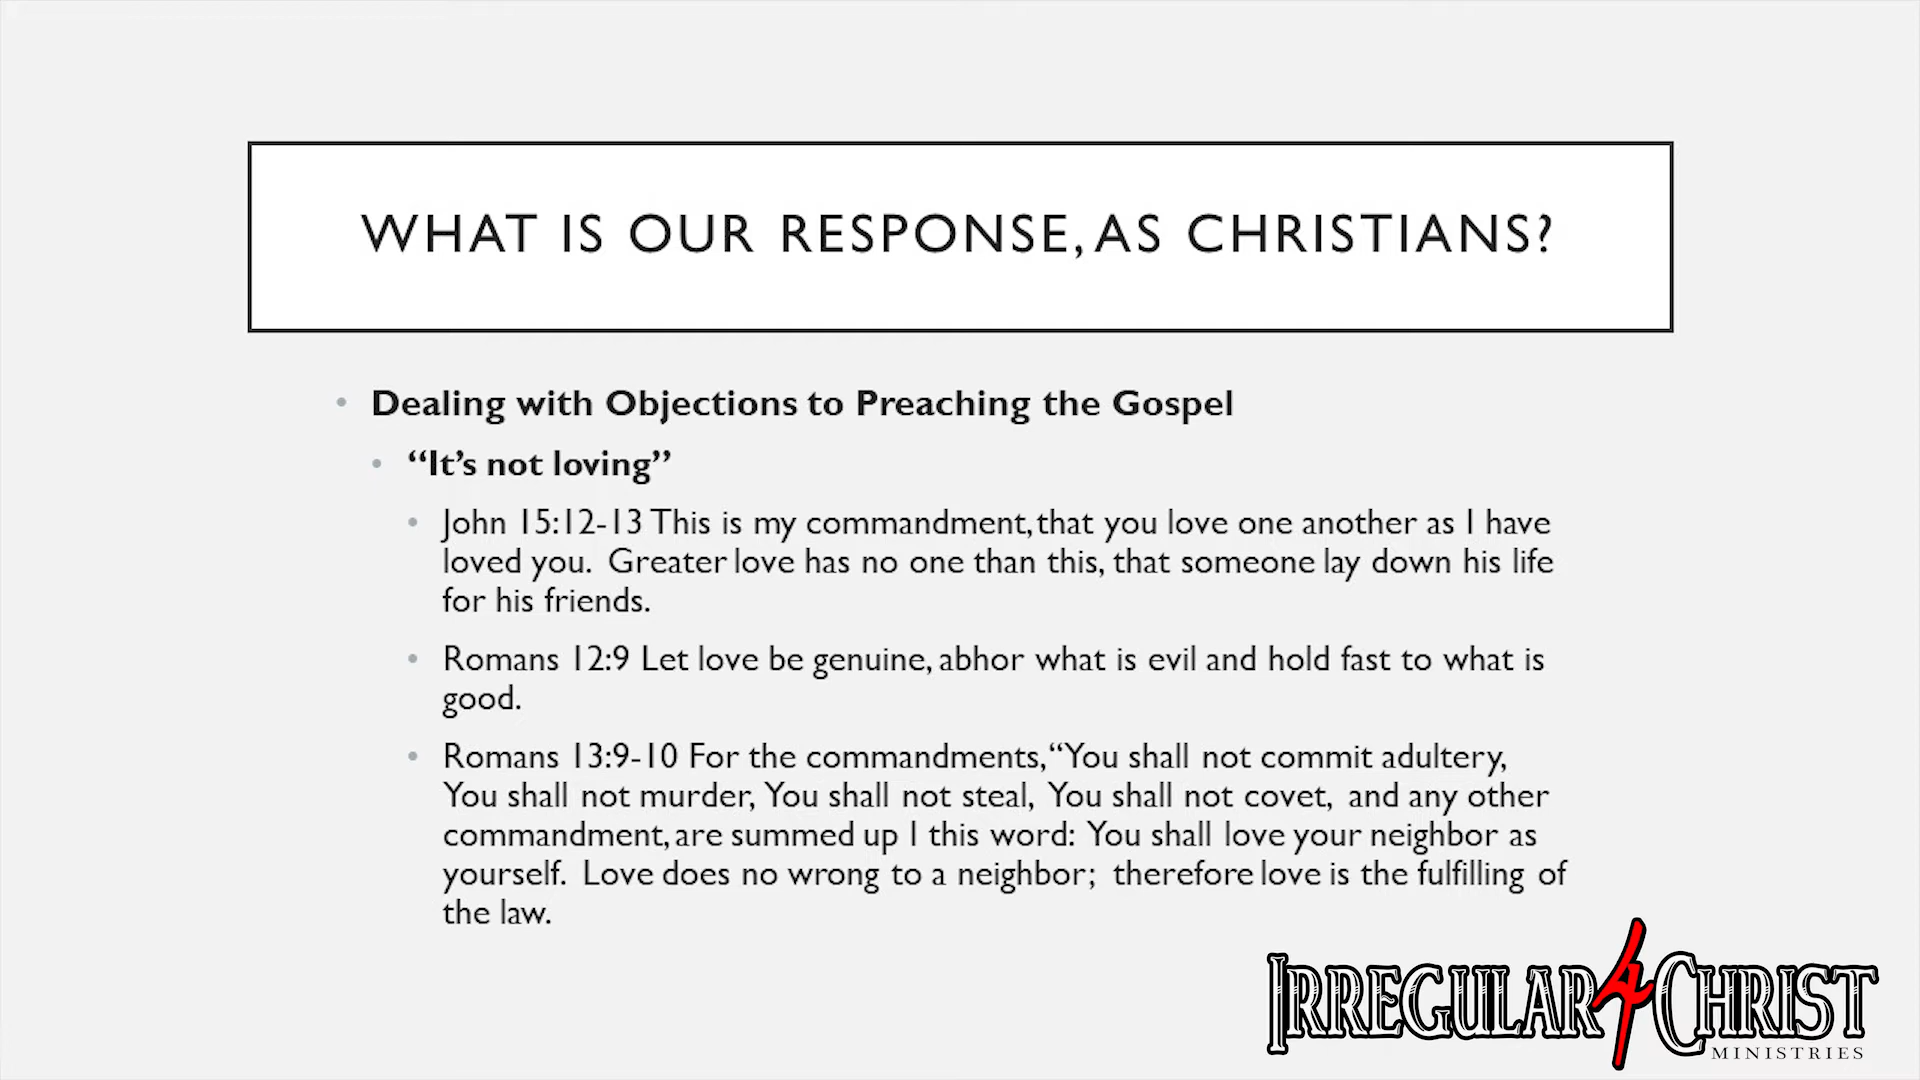 WHAT IS OUR RESPONSE, AS CHRISTIANS?
• Dealing with Objections to Preaching the Gospel
• “It’s not loving”
• John 15:12-13 This is my commandment, that you love one another as I have
loved you. Greater love has no one than this, that someone lay down his life
for his friends.
• Romans 12:9 Let love be genuine, abhor what is evil and hold fast to what is
good.
• Romans 13:9-10 For the commandments, “You shall not commit adultery,
You shall not murder, You shall not steal, You shall not covet, and any other
commandment, are summed up I this word: You shall love your neighbor as
yourself. Love does no wrong to a neighbor; therefore love is the fulfilling of
the law.
IRREGULAR4CHRIST
MINISTRIES